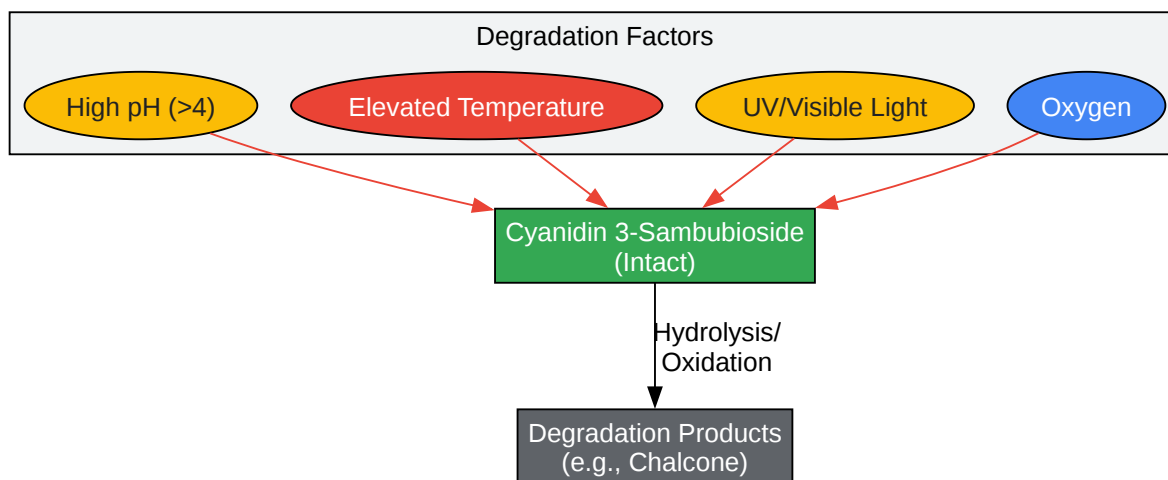 Degradation Factors
High pH (>4)
Elevated Temperature
UV/Visible Light
Oxygen
Cyanidin 3-Sambubioside
(Intact)
Hydrolysis/
Oxidation
Degradation Products
(e.g., Chalcone)